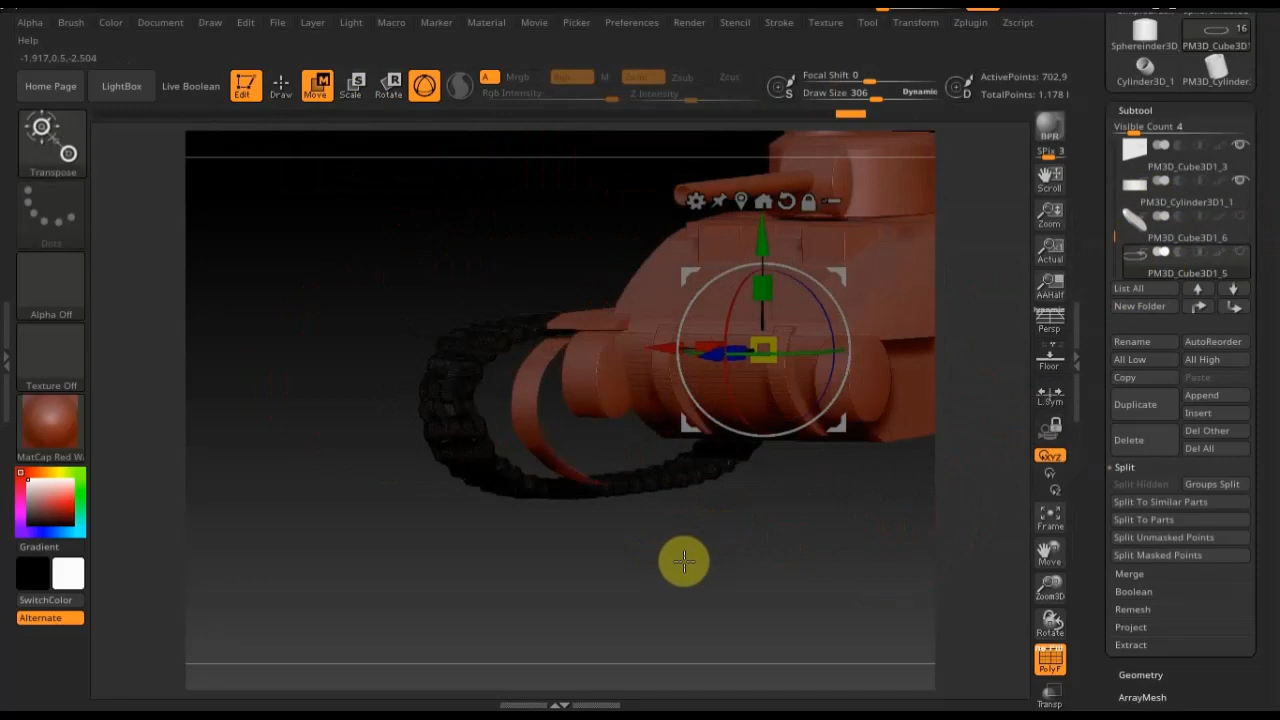 Alpha Brush Color Document Draw Edit File Layer Light Macro Marker Material Movie Picker Preferences Render Stencil Stroke Texture Tool Transform Zplugin Zscript
Help
-1.917,0.5,-2.504
Home Page LightBox Live Boolean Edit Draw Move Scale Rotate
A Mrgb Rgb M Zadd Zsub Zcut
Rgb Intensity Z Intensity
S Focal Shift 0
Draw Size 306 Dynamic D
ActivePoints: 702,9
TotalPoints: 1.178
Transpose
Dots
Alpha Off
Texture Off
MatCap Red W
Gradient
SwitchColor
Alternate
BPR
SPix 3
Scroll
Zoom
Actual
AAHalf
Dynamic
Persp
Floor
L.Sym
XYZ
Frame
Move
Zoom3D
Rotate
PolyF
Transp
16
Sphereinder3D_ PM3D_Cube3D1
Cylinder3D_1 PM3D_Cylinder
Subtool
Visible Count 4
PM3D_Cube3D1_3
PM3D_Cylinder3D1_1
PM3D_Cube3D1_6
PM3D_Cube3D1_5
List All
New Folder
Rename AutoReorder
All Low All High
Copy Paste
Duplicate Append
Insert
Delete Del Other
Del All
Split
Split Hidden Groups Split
Split To Similar Parts
Split To Parts
Split Unmasked Points
Split Masked Points
Merge
Boolean
Remesh
Project
Extract
Geometry
ArrayMesh